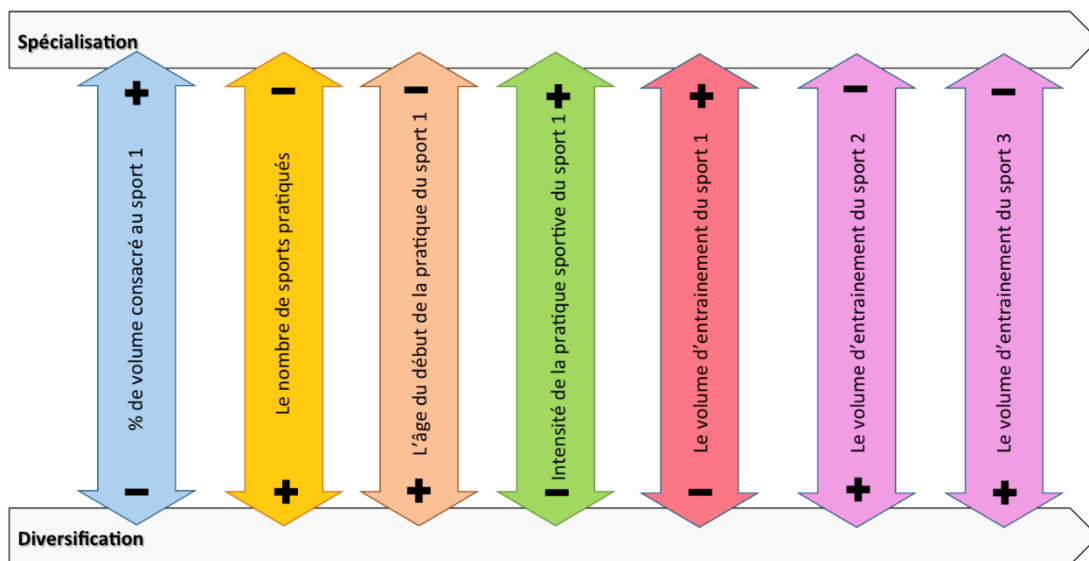 Spécialisation
+ − − + + − −
% de volume consacré au sport 1
Le nombre de sports pratiqués
L'âge du début de la pratique du sport 1
Intensité de la pratique sportive du sport 1
Le volume d'entrainement du sport 1
Le volume d'entrainement du sport 2
Le volume d'entrainement du sport 3
− + + − − + +
Diversification